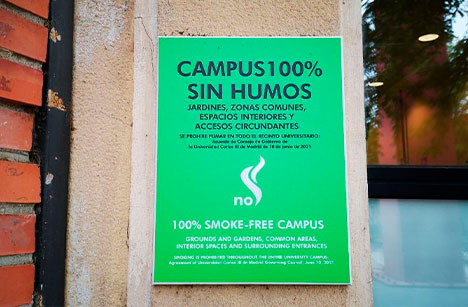 CAMPUS100%
SIN HUMOS
JARDINES, ZONAS COMUNES,
ESPACIOS INTERIORES Y
ACCESOS CIRCUNDANTES
SE PROHIBE FUMAR EN TODO EL RECINTO UNIVERSITARIO:
Acuerdo de Consejo de Gobierno de
la Universidad Carlos III de Madrid de 10 de junio de 2021
no
100% SMOKE-FREE CAMPUS
GROUNDS AND GARDENS, COMMON AREAS,
INTERIOR SPACES AND SURROUNDING ENTRANCES
SMOKING IS PROHIBITED THROUGHOUT THE ENTIRE UNIVERSITY CAMPUS:
Agreement of Universidad Carlos III de Madrid Governing Council, June 10, 2021